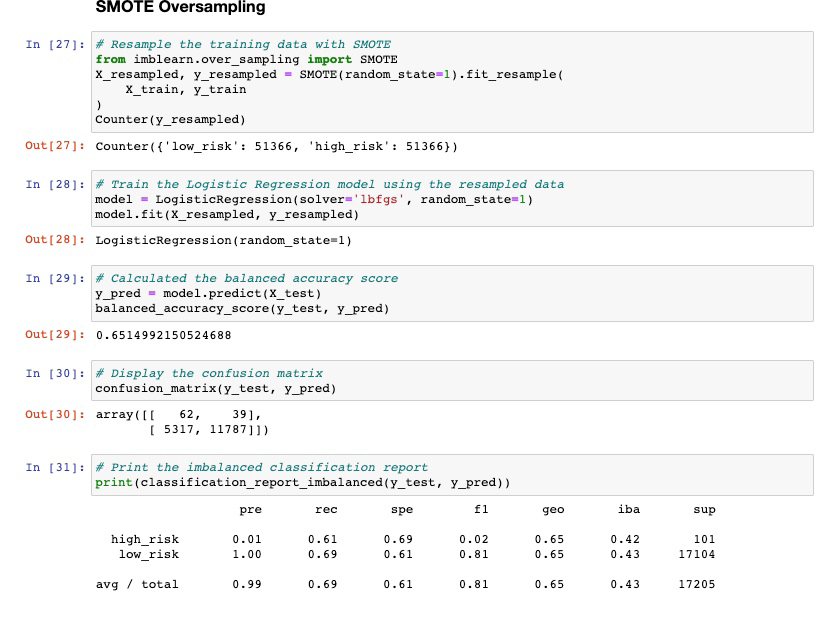 SMOTE Oversampling
In [27]: # Resample the training data with SMOTE
from imblearn.over_sampling import SMOTE
X_resampled, y_resampled = SMOTE(random_state=1).fit_resample(
    X_train, y_train
)
Counter(y_resampled)
Out[27]: Counter({'low_risk': 51366, 'high_risk': 51366})
In [28]: # Train the Logistic Regression model using the resampled data
model = LogisticRegression(solver='lbfgs', random_state=1)
model.fit(X_resampled, y_resampled)
Out[28]: LogisticRegression(random_state=1)
In [29]: # Calculated the balanced accuracy score
y_pred = model.predict(X_test)
balanced_accuracy_score(y_test, y_pred)
Out[29]: 0.6514992150524688
In [30]: # Display the confusion matrix
confusion_matrix(y_test, y_pred)
Out[30]: array([[   62,    39],
       [ 5317, 11787]])
In [31]: # Print the imbalanced classification report
print(classification_report_imbalanced(y_test, y_pred))
pre rec spe f1 geo iba sup
high_risk 0.01 0.61 0.69 0.02 0.65 0.42 101
low_risk 1.00 0.69 0.61 0.81 0.65 0.43 17104
avg / total 0.99 0.69 0.61 0.81 0.65 0.43 17205